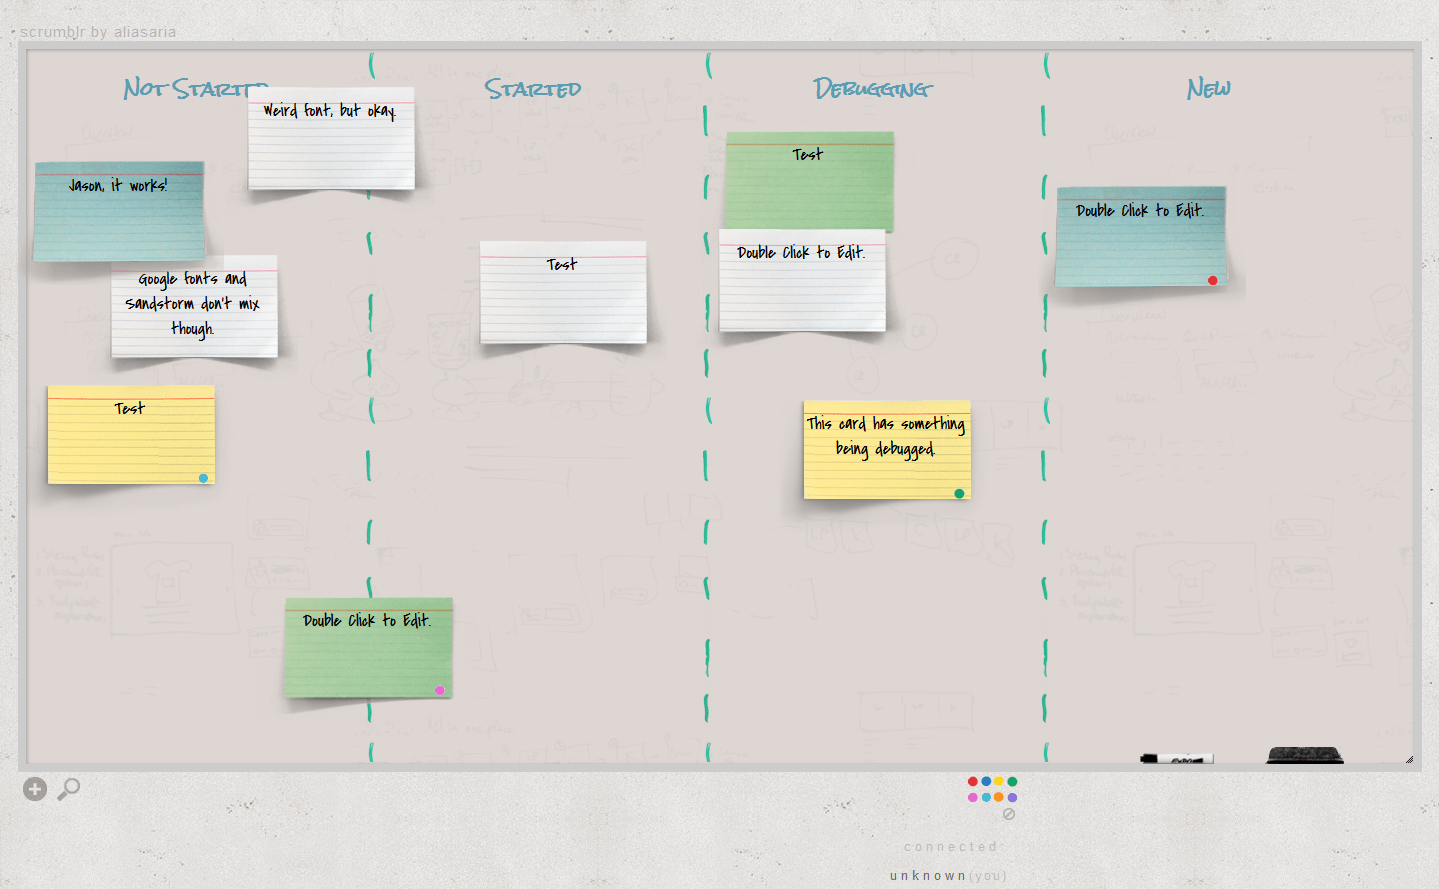 scrumblr by aliasaria
Not Started
Started
Debugging
New
Weird font, but okay.
Jason, it works!
Google fonts and
Sandstorm don't mix
though.
Test
Double Click to Edit.
Test
Test
Double Click to Edit.
This card has something
being debugged.
Double Click to Edit.
connected:
unknown(you)